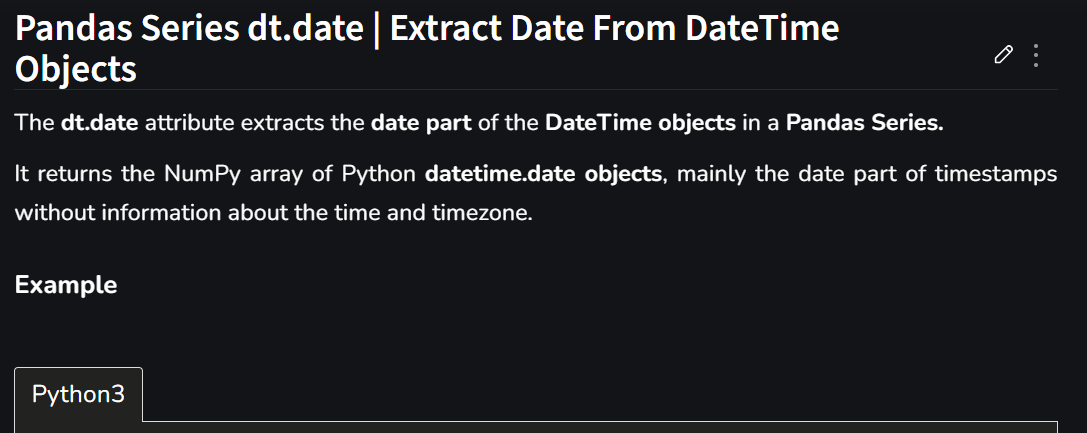 Pandas Series dt.date | Extract Date From DateTime
Objects
The dt.date attribute extracts the date part of the DateTime objects in a Pandas Series.
It returns the NumPy array of Python datetime.date objects, mainly the date part of timestamps
without information about the time and timezone.
Example
Python3